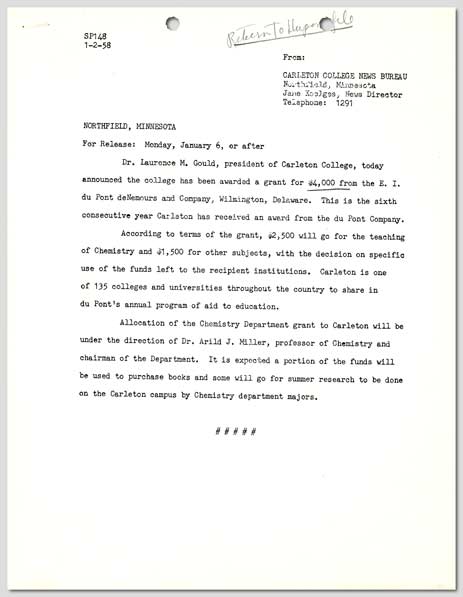 Return To
SP148
1-2-58
From:
CARLETON COLLEGE NEWS BUREAU
Northfield, Minnesota
Jane Koelges, News Director
Telephone: 1291
NORTHFIELD, MINNESOTA
For Release: Monday, January 6, or after
Dr. Laurence M. Gould, president of Carleton College, today
announced the college has been awarded a grant for $4,000 from the E. I.
du Pont deNemours and Company, Wilmington, Delaware. This is the sixth
consecutive year Carleton has received an award from the du Pont Company.
According to terms of the grant, $2,500 will go for the teaching
of Chemistry and $1,500 for other subjects, with the decision on specific
use of the funds left to the recipient institutions. Carleton is one
of 135 colleges and universities throughout the country to share in
du Pont's annual program of aid to education.
Allocation of the Chemistry Department grant to Carleton will be
under the direction of Dr. Arild J. Miller, professor of Chemistry and
chairman of the Department. It is expected a portion of the funds will
be used to purchase books and some will go for summer research to be done
on the Carleton campus by Chemistry department majors.
# # # # #